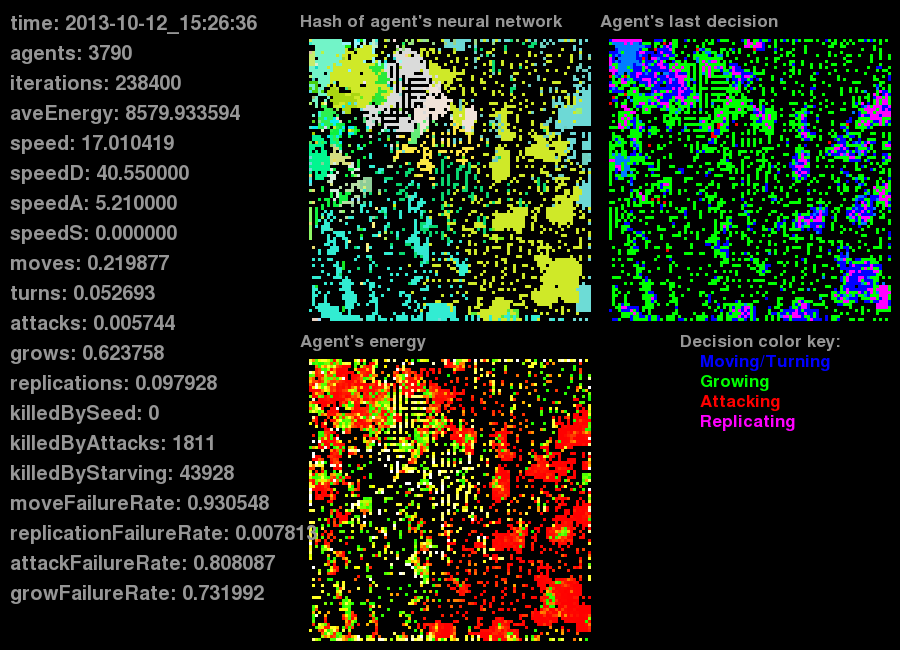 time: 2013-10-12_15:26:36
agents: 3790
iterations: 238400
aveEnergy: 8579.933594
speed: 17.010419
speedD: 40.550000
speedA: 5.210000
speedS: 0.000000
moves: 0.219877
turns: 0.052693
attacks: 0.005744
grows: 0.623758
replications: 0.097928
killedBySeed: 0
killedByAttacks: 1811
killedByStarving: 43928
moveFailureRate: 0.930548
replicationFailureRate: 0.007813
attackFailureRate: 0.808087
growFailureRate: 0.731992
Hash of agent's neural network
Agent's last decision
Agent's energy
Decision color key:
Moving/Turning
Growing
Attacking
Replicating